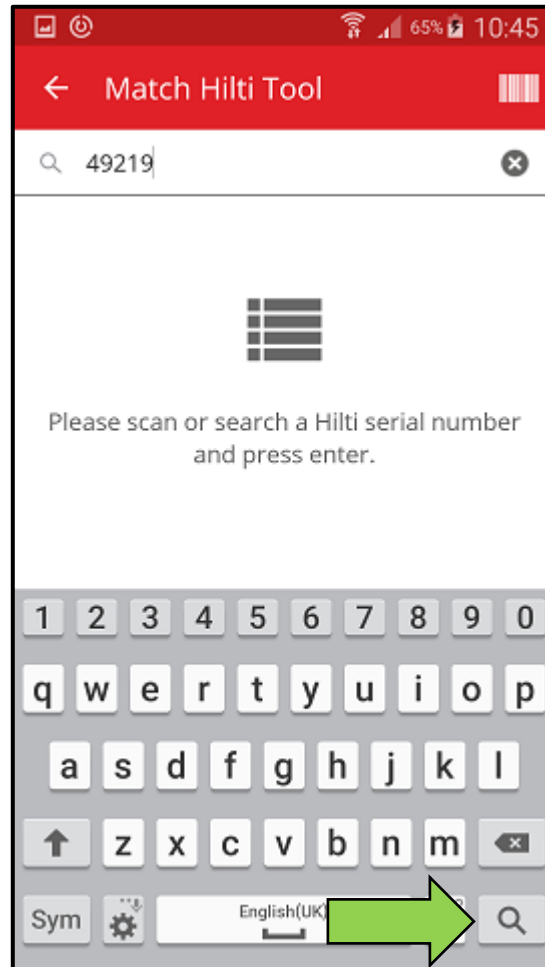 65% 10:45
Match Hilti Tool
49219
Please scan or search a Hilti serial number
and press enter.
1 2 3 4 5 6 7 8 9 0
q w e r t y u i o p
a s d f g h j k l
z x c v b n m
Sym English(UK)